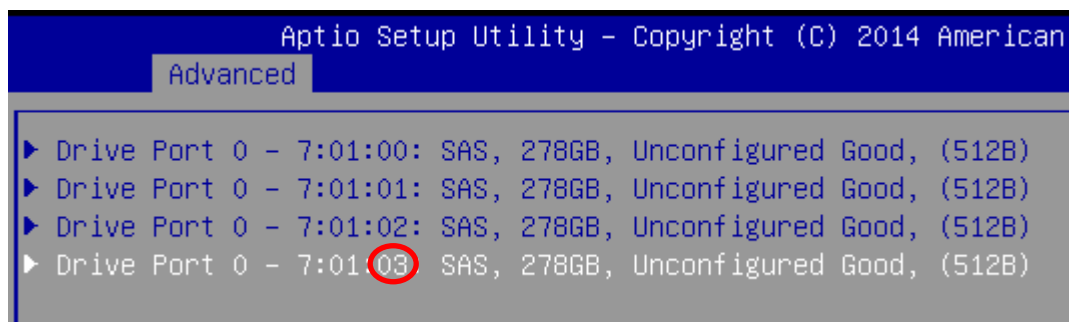 Aptio Setup Utility – Copyright (C) 2014 American
Advanced
Drive Port 0 – 7:01:00: SAS, 278GB, Unconfigured Good, (512B)
Drive Port 0 – 7:01:01: SAS, 278GB, Unconfigured Good, (512B)
Drive Port 0 – 7:01:02: SAS, 278GB, Unconfigured Good, (512B)
Drive Port 0 – 7:01:03: SAS, 278GB, Unconfigured Good, (512B)